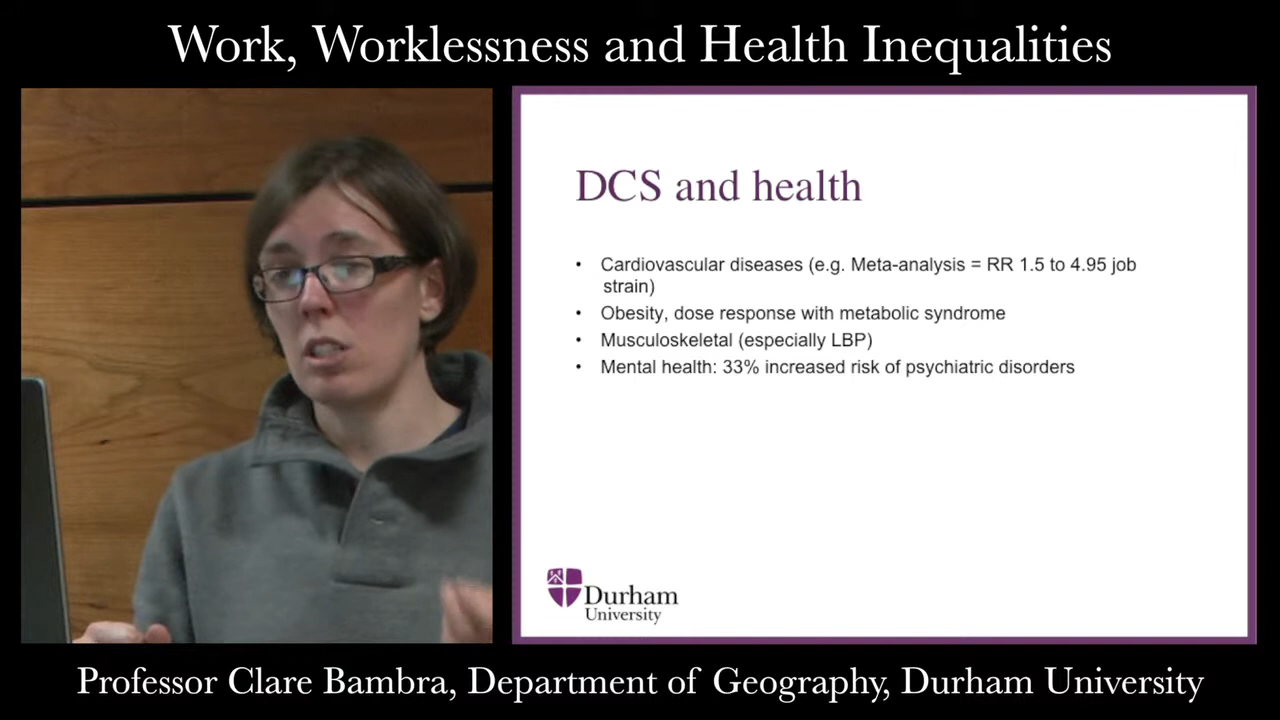 Work, Worklessness and Health Inequalities
DCS and health
• Cardiovascular diseases (e.g. Meta-analysis = RR 1.5 to 4.95 job
strain)
• Obesity, dose response with metabolic syndrome
• Musculoskeletal (especially LBP)
• Mental health: 33% increased risk of psychiatric disorders
Durham
University
Professor Clare Bambra, Department of Geography, Durham University